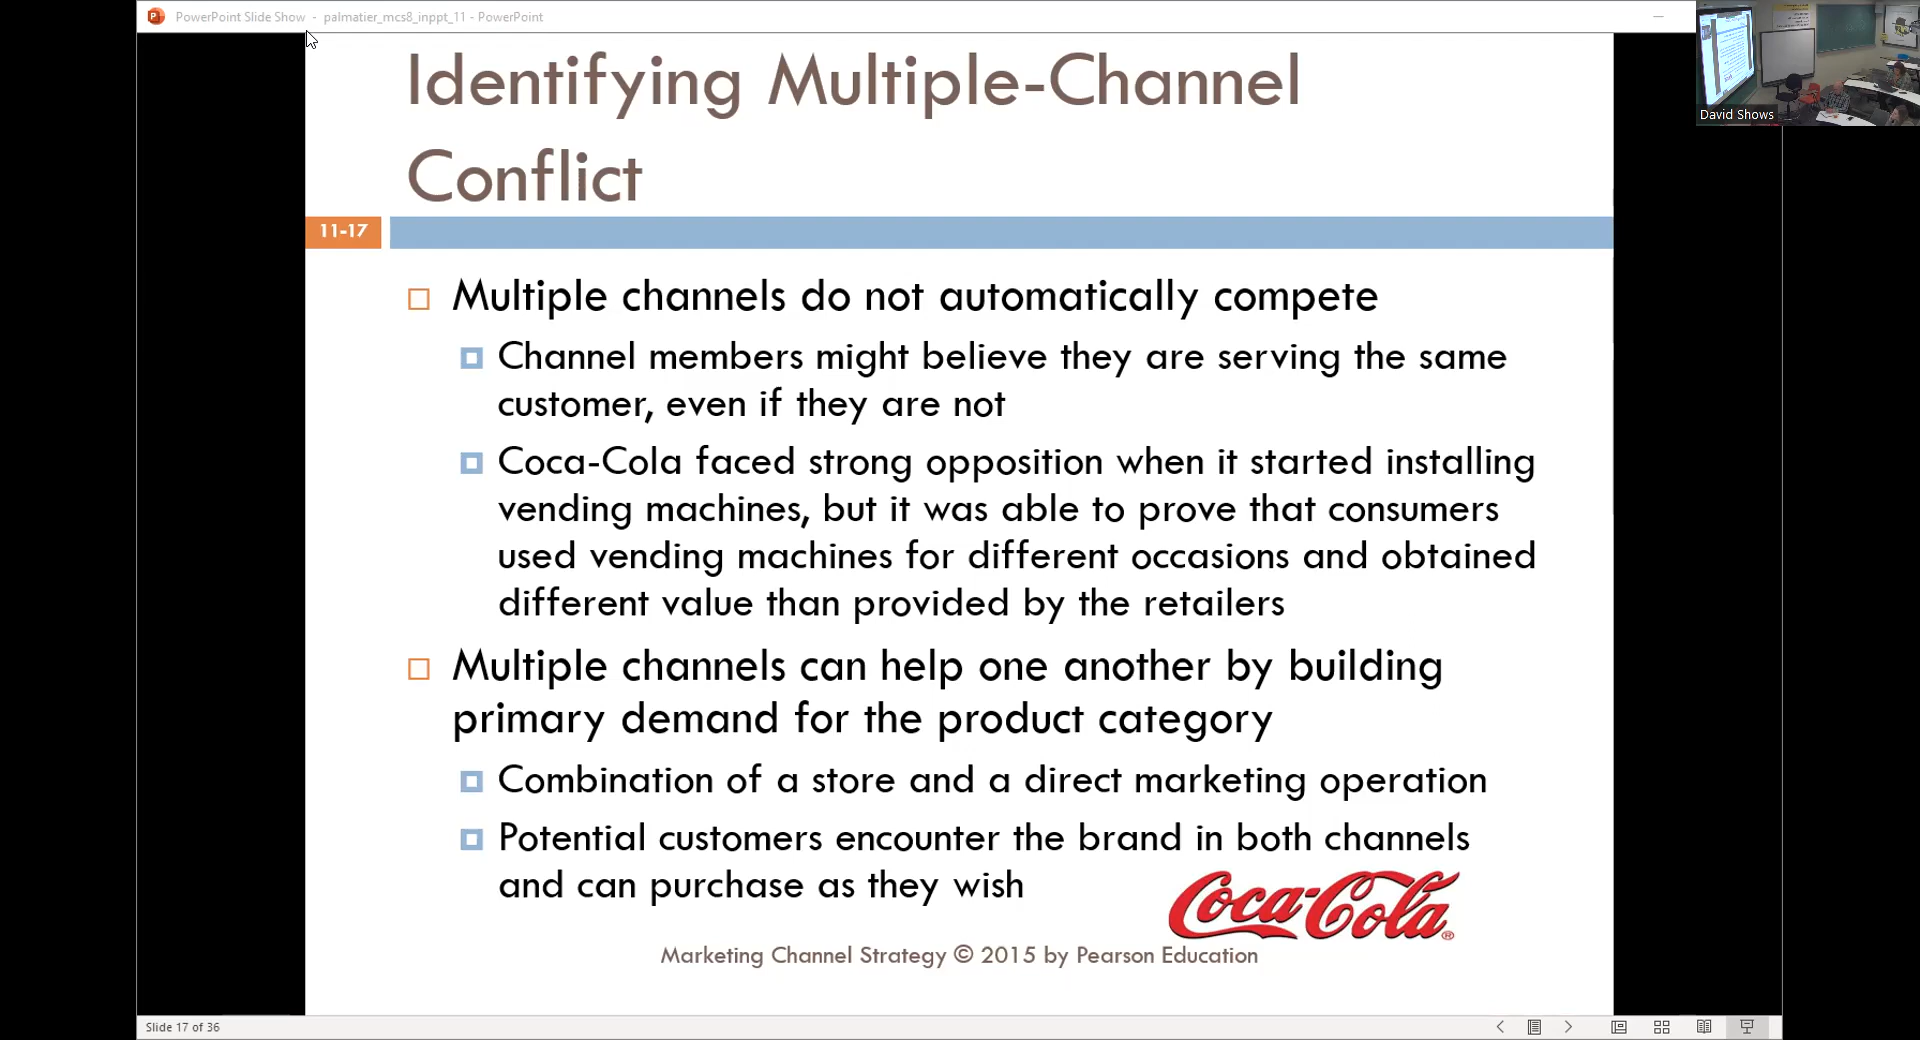 PowerPoint Slide Show - palmatier_mcs8_inppt_11 - PowerPoint
David Shows
Identifying Multiple-Channel
Conflict
11-17
Multiple channels do not automatically compete
Channel members might believe they are serving the same
customer, even if they are not
Coca-Cola faced strong opposition when it started installing
vending machines, but it was able to prove that consumers
used vending machines for different occasions and obtained
different value than provided by the retailers
Multiple channels can help one another by building
primary demand for the product category
Combination of a store and a direct marketing operation
Potential customers encounter the brand in both channels
and can purchase as they wish
Coca-Cola®
Marketing Channel Strategy © 2015 by Pearson Education
Slide 17 of 36